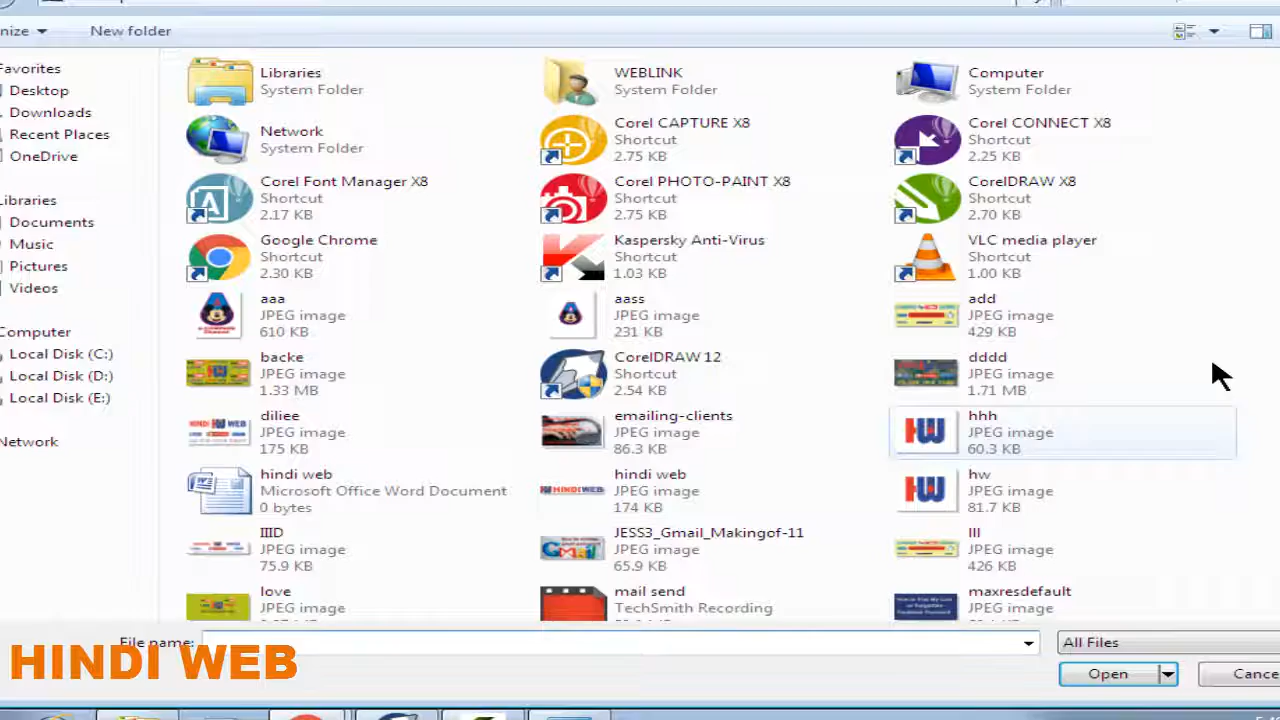 nize
New folder
Favorites
Desktop
Downloads
Recent Places
OneDrive
Libraries
Documents
Music
Pictures
Videos
Computer
Local Disk (C:)
Local Disk (D:)
Local Disk (E:)
Network
Libraries
System Folder
WEBLINK
System Folder
Computer
System Folder
Network
System Folder
Corel CAPTURE X8
Shortcut
2.75 KB
Corel CONNECT X8
Shortcut
2.25 KB
Corel Font Manager X8
Shortcut
2.17 KB
Corel PHOTO-PAINT X8
Shortcut
2.75 KB
CorelDRAW X8
Shortcut
2.70 KB
Google Chrome
Shortcut
2.30 KB
Kaspersky Anti-Virus
Shortcut
1.03 KB
VLC media player
Shortcut
1.00 KB
aaa
JPEG image
610 KB
aass
JPEG image
231 KB
add
JPEG image
429 KB
backe
JPEG image
1.33 MB
CorelDRAW 12
Shortcut
2.54 KB
dddd
JPEG image
1.71 MB
diliee
JPEG image
175 KB
emailing-clients
JPEG image
86.3 KB
HW
hhh
JPEG image
60.3 KB
hindi web
Microsoft Office Word Document
0 bytes
HINDI WEB
hindi web
JPEG image
174 KB
HW
hw
JPEG image
81.7 KB
JPEG image
75.9 KB
Gmail
JESS3_Gmail_Makingof-11
JPEG image
65.9 KB
JPEG image
426 KB
love
JPEG image
mail send
TechSmith Recording
maxresdefault
JPEG image
File name:
All Files
Open
Cance
HINDI WEB